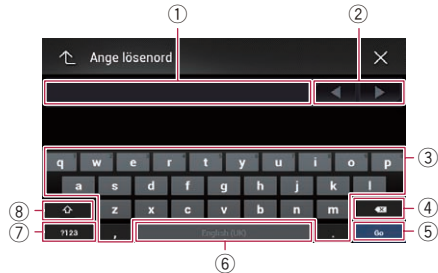 ① ②
Ange lösenord
q w e r t y u i o p ③
a s d f g h j k l
⑧ z x c v b n m ④
⑦ ?123 , English (UK) . Go ⑤
⑥